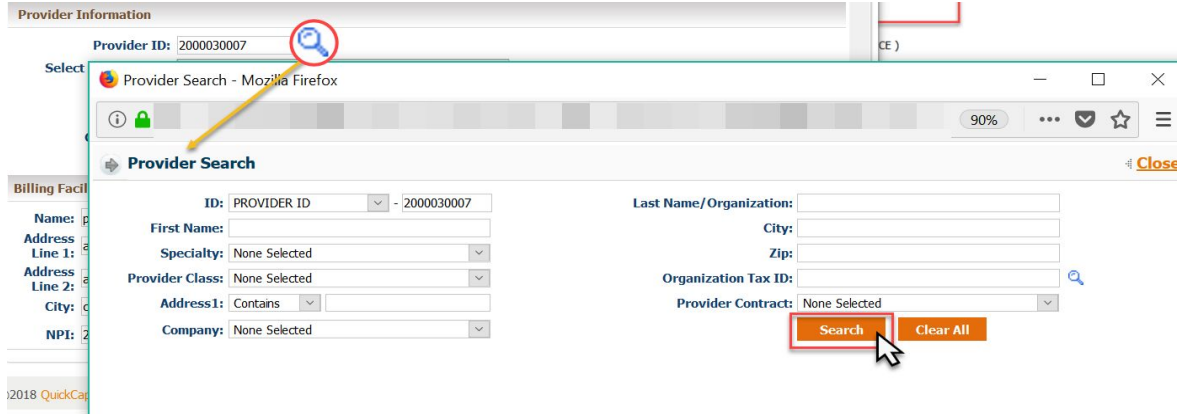 Provider Information
Provider ID: 2000030007
CE )
Select
Provider Search - Mozilla Firefox
90%
Provider Search
Close
Billing Facil
ID: PROVIDER ID - 2000030007
Last Name/Organization:
Name: p
First Name:
City:
Address Line 1: a
Specialty: None Selected
Zip:
Address Line 2: a
Provider Class: None Selected
Organization Tax ID:
City: c
Address1: Contains
Provider Contract: None Selected
NPI: 2
Company: None Selected
Search
Clear All
2018 QuickCap